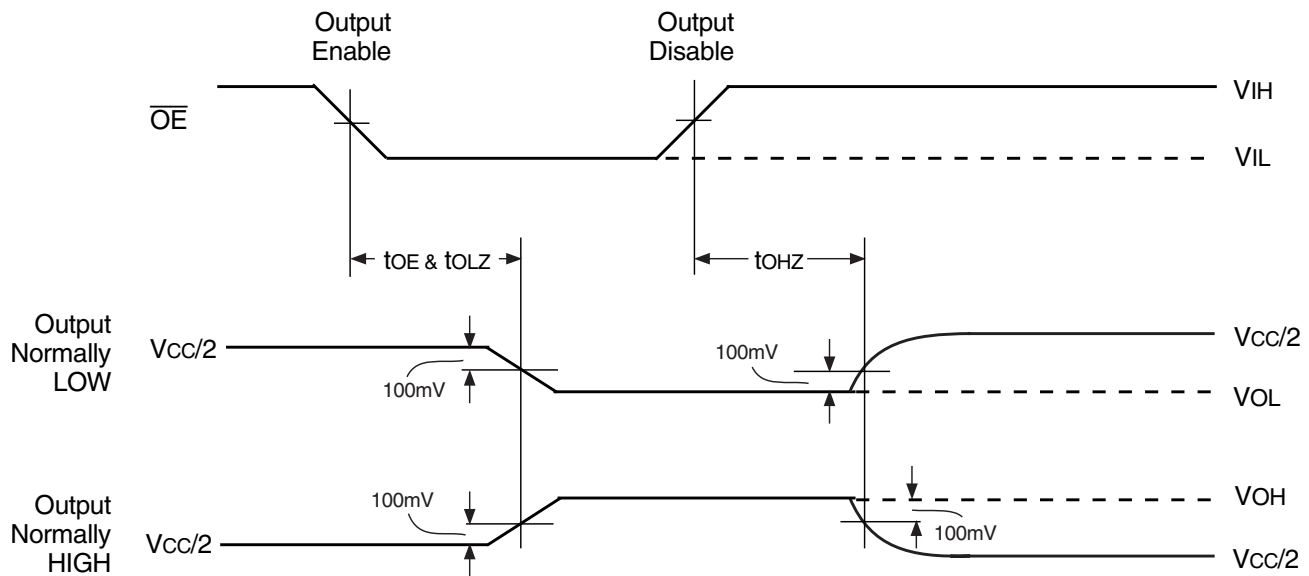 Output
Enable
Output
Disable
OE
VIH
VIL
tOE & tOLZ
tOHZ
Output
Normally
LOW
VCC/2
100mV
100mV
VCC/2
VOL
Output
Normally
HIGH
VCC/2
100mV
VOH
100mV
VCC/2